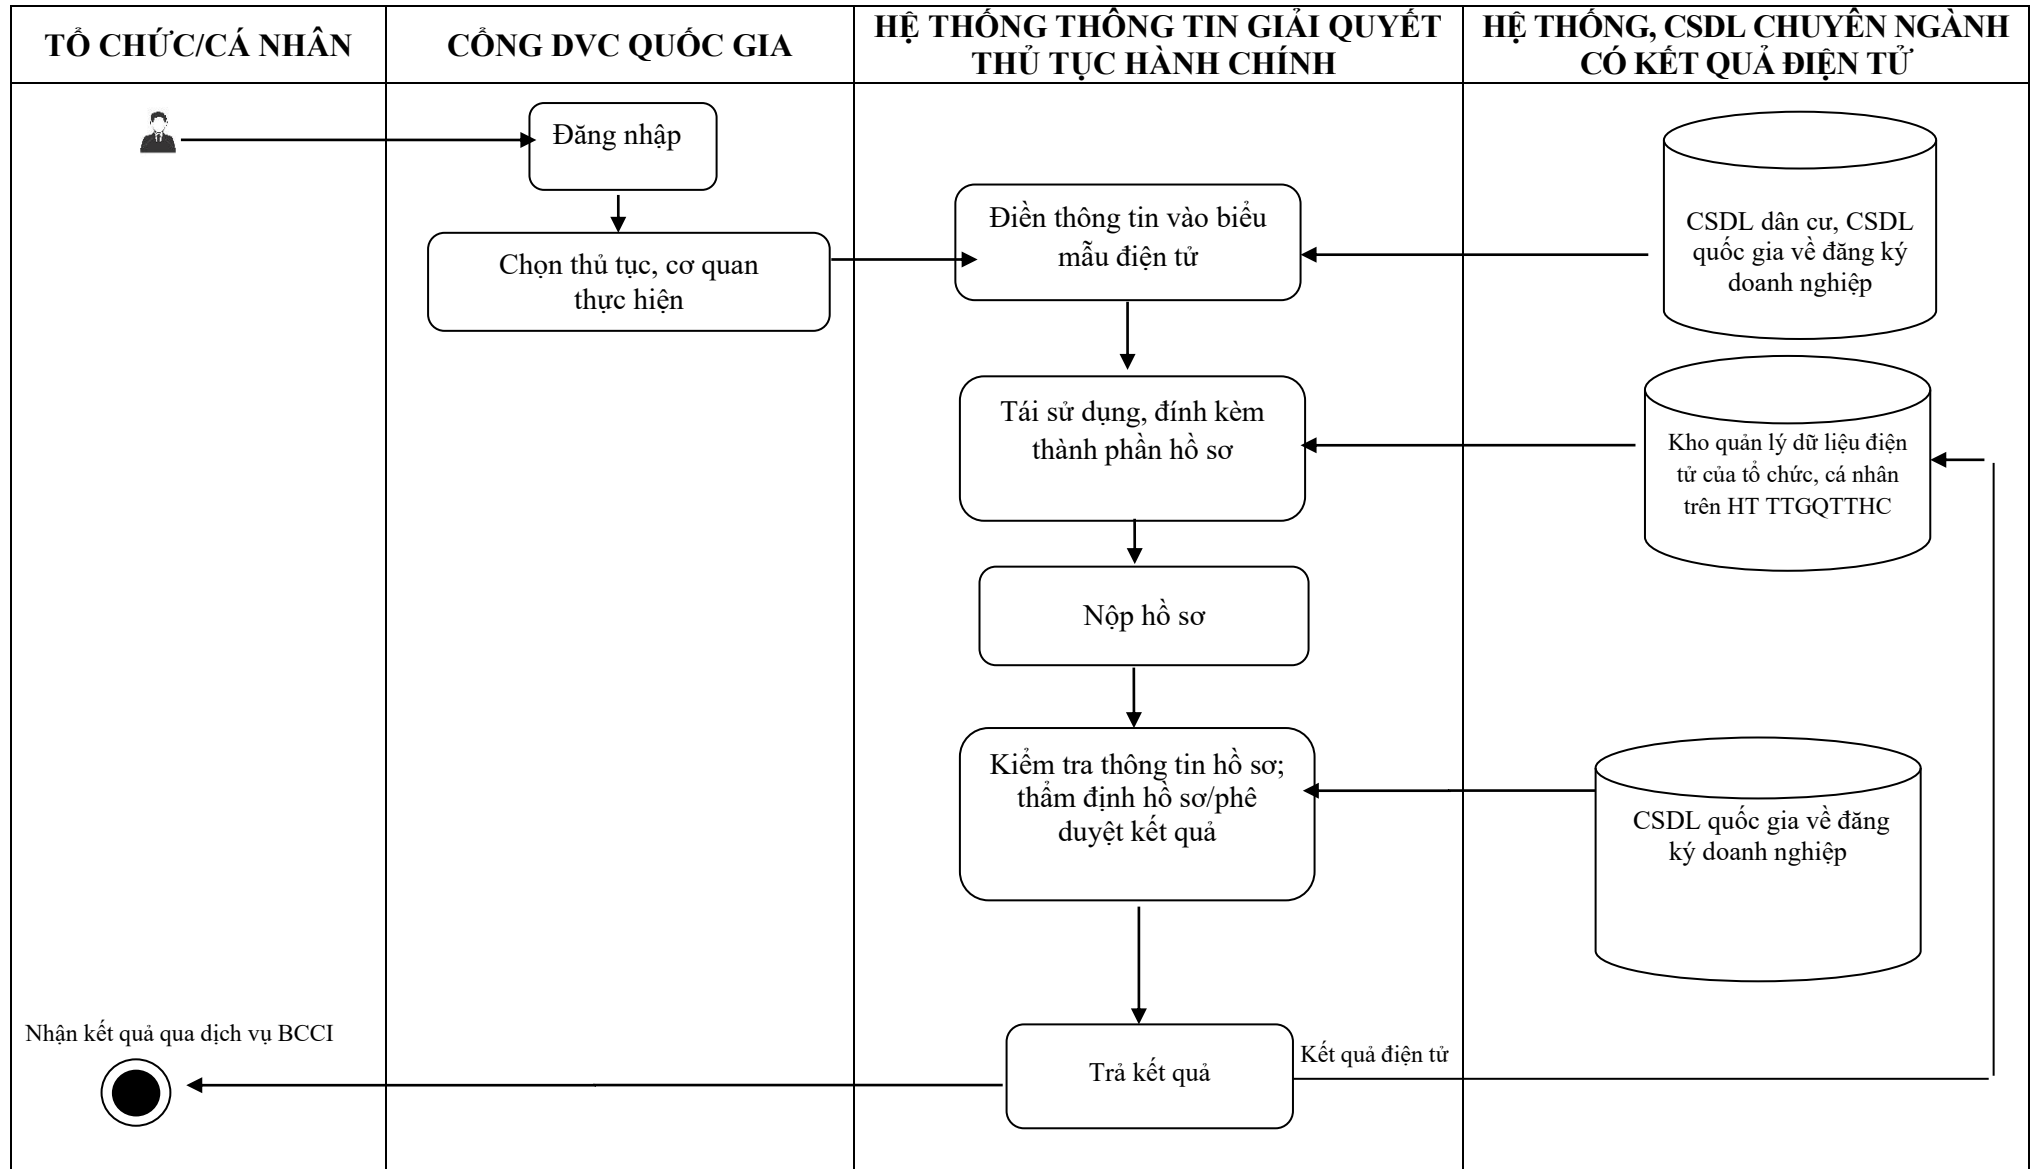 TỔ CHỨC/CÁ NHÂN
CỔNG DVC QUỐC GIA
HỆ THỐNG THÔNG TIN GIẢI QUYẾT
THỦ TỤC HÀNH CHÍNH
HỆ THỐNG, CSDL CHUYÊN NGÀNH
CÓ KẾT QUẢ ĐIỆN TỬ
Đăng nhập
Chọn thủ tục, cơ quan
thực hiện
Điền thông tin vào biểu
mẫu điện tử
CSDL dân cư, CSDL
quốc gia về đăng ký
doanh nghiệp
Tái sử dụng, đính kèm
thành phần hồ sơ
Kho quản lý dữ liệu điện
tử của tổ chức, cá nhân
trên HT TTGQTTHC
Nộp hồ sơ
Kiểm tra thông tin hồ sơ;
thẩm định hồ sơ/phê
duyệt kết quả
CSDL quốc gia về đăng
ký doanh nghiệp
Nhận kết quả qua dịch vụ BCCI
Trả kết quả
Kết quả điện tử